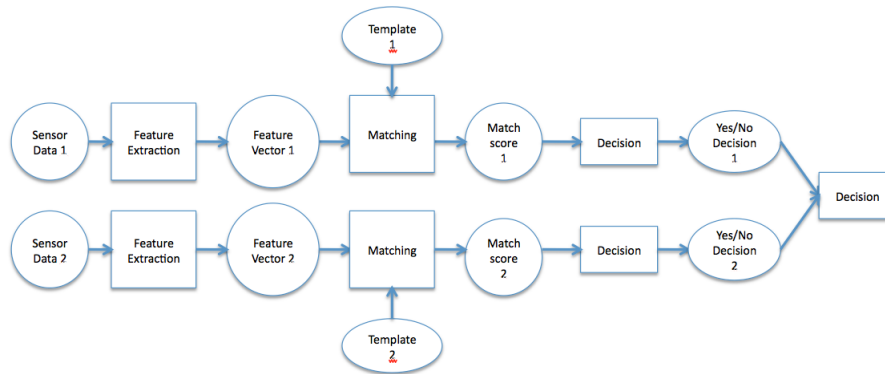 Template
1
Sensor
Data 1
Feature
Extraction
Feature
Vector 1
Matching
Match
score
1
Decision
Yes/No
Decision
1
Decision
Sensor
Data 2
Feature
Extraction
Feature
Vector 2
Matching
Match
score
2
Decision
Yes/No
Decision
2
Template
2